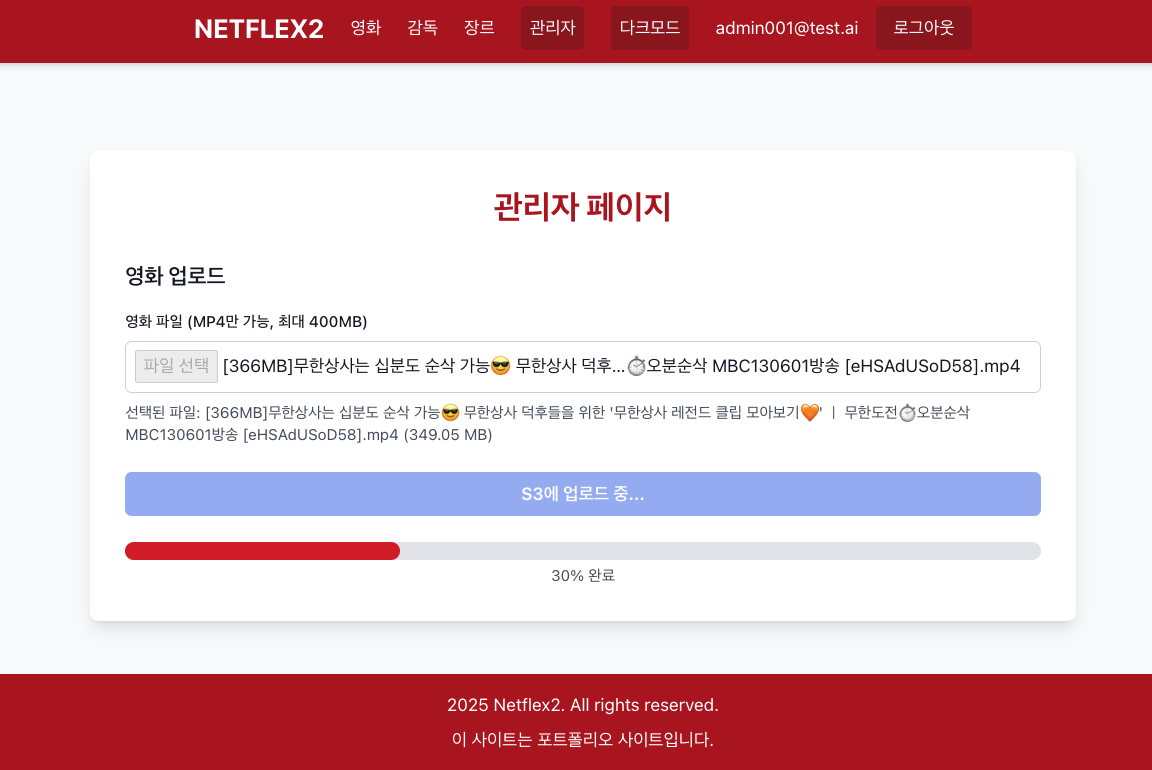 NETFLEX2 영화 감독 장르 관리자 다크모드 admin001@test.ai 로그아웃
관리자 페이지
영화 업로드
영화 파일 (MP4만 가능, 최대 400MB)
파일 선택 [366MB]무한상사는 십분도 순삭 가능😎 무한상사 덕후...⏱️오분순삭 MBC130601방송 [eHSAdUSoD58].mp4
선택된 파일: [366MB]무한상사는 십분도 순삭 가능😎 무한상사 덕후들을 위한 '무한상사 레전드 클립 모아보기🧡' ㅣ 무한도전⏱️오분순삭
MBC130601방송 [eHSAdUSoD58].mp4 (349.05 MB)
S3에 업로드 중...
30% 완료
2025 Netflex2. All rights reserved.
이 사이트는 포트폴리오 사이트입니다.